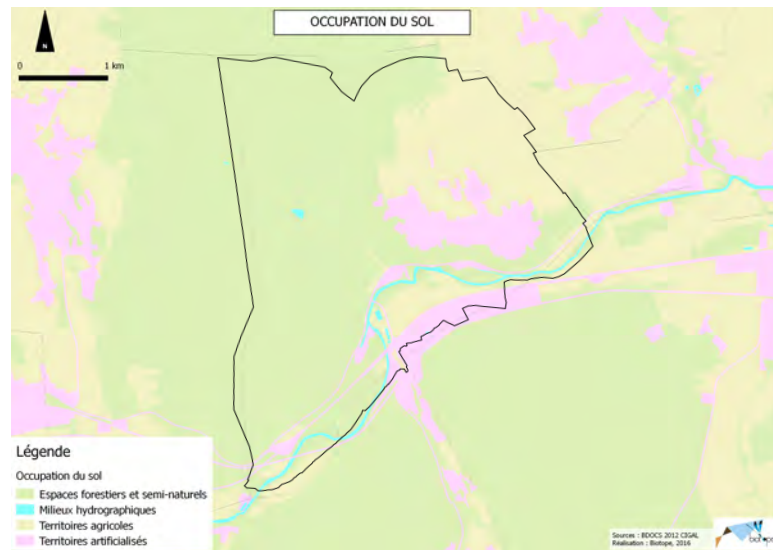 OCCUPATION DU SOL
N
0 1 km
Légende
Occupation du sol
Espaces forestiers et semi-naturels
Milieux hydrographiques
Territoires agricoles
Territoires artificialisés
Sources : BDOCS 2012 CIGAL
Réalisation : Biotope, 2016